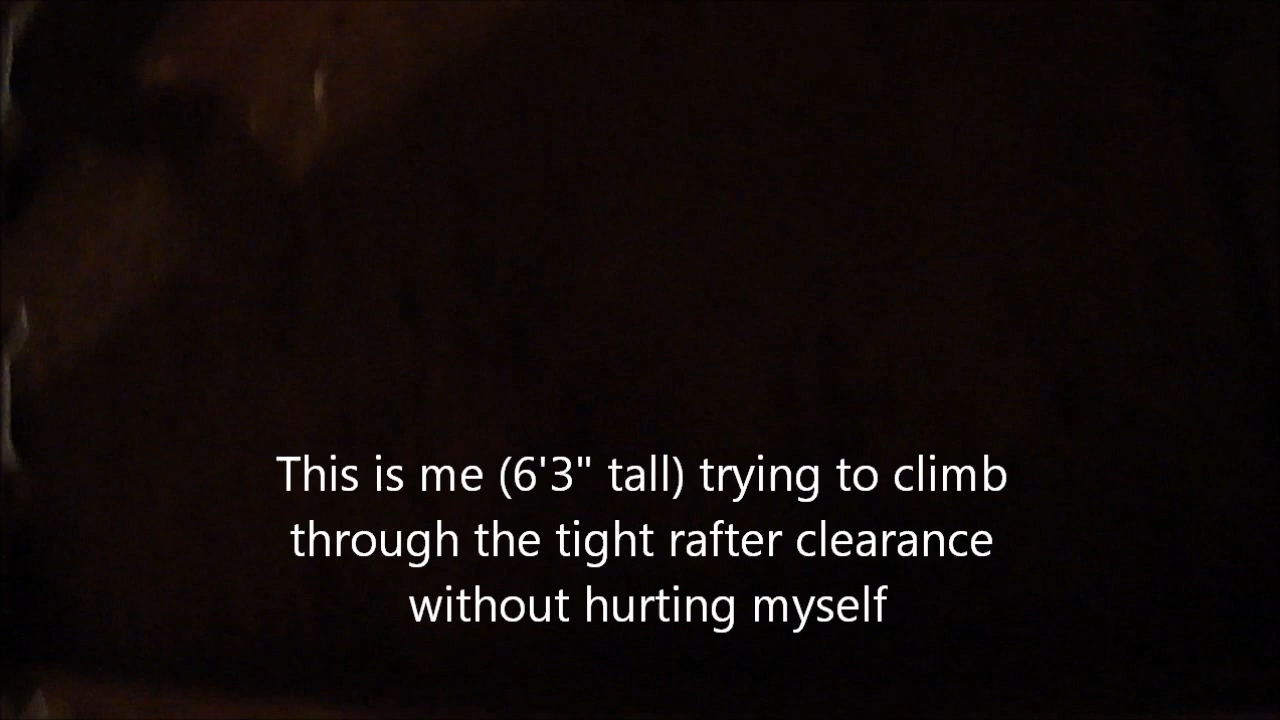 This is me (6'3" tall) trying to climb
through the tight rafter clearance
without hurting myself